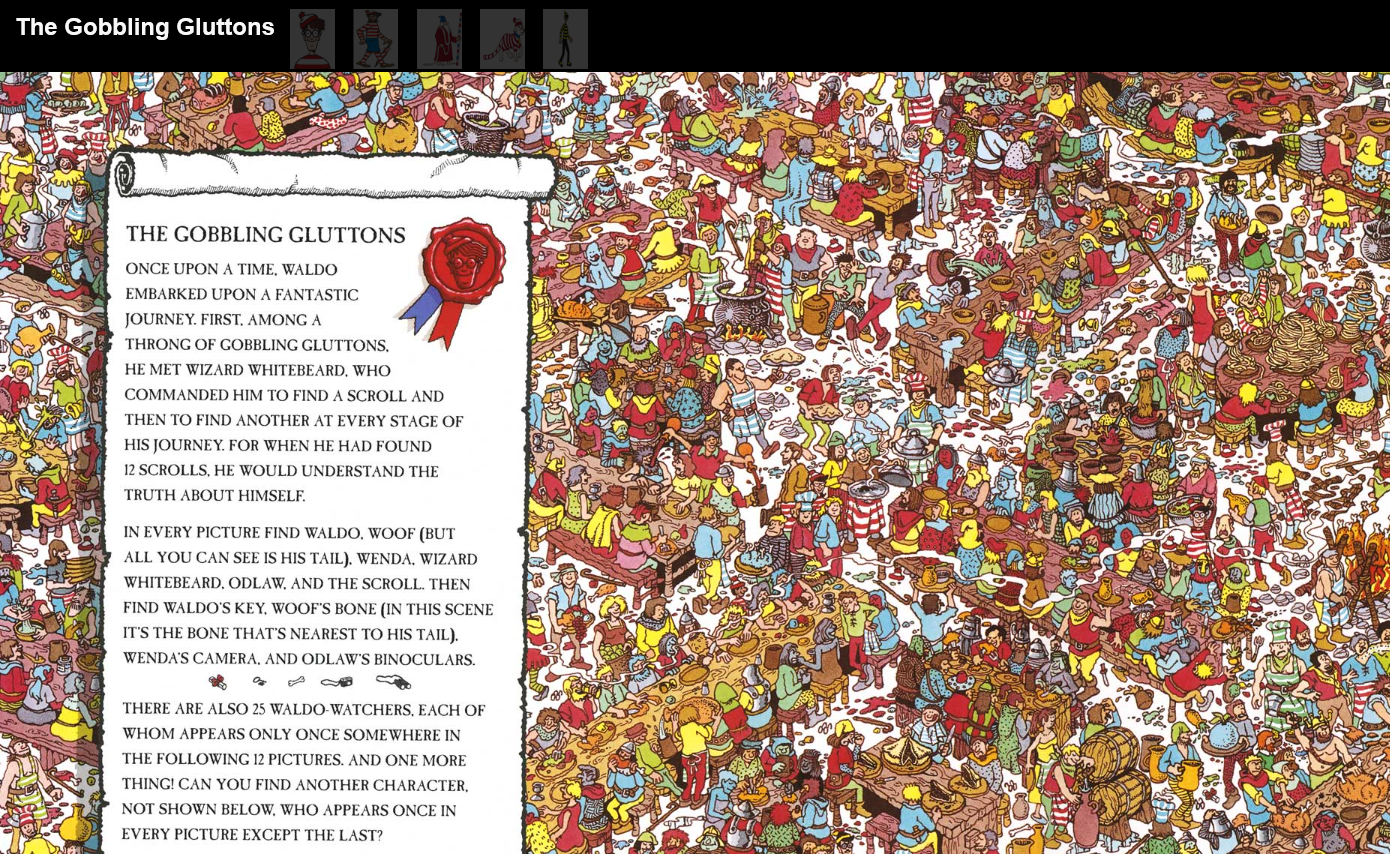 The Gobbling Gluttons
THE GOBBLING GLUTTONS
ONCE UPON A TIME, WALDO
EMBARKED UPON A FANTASTIC
JOURNEY. FIRST, AMONG A
THRONG OF GOBBLING GLUTTONS,
HE MET WIZARD WHITEBEARD, WHO
COMMANDED HIM TO FIND A SCROLL AND
THEN TO FIND ANOTHER AT EVERY STAGE OF
HIS JOURNEY. FOR WHEN HE HAD FOUND
12 SCROLLS, HE WOULD UNDERSTAND THE
TRUTH ABOUT HIMSELF.
IN EVERY PICTURE FIND WALDO, WOOF (BUT
ALL YOU CAN SEE IS HIS TAIL), WENDA, WIZARD
WHITEBEARD, ODLAW, AND THE SCROLL. THEN
FIND WALDO'S KEY, WOOF'S BONE (IN THIS SCENE
IT'S THE BONE THAT'S NEAREST TO HIS TAIL),
WENDA'S CAMERA, AND ODLAW'S BINOCULARS.
THERE ARE ALSO 25 WALDO-WATCHERS, EACH OF
WHOM APPEARS ONLY ONCE SOMEWHERE IN
THE FOLLOWING 12 PICTURES. AND ONE MORE
THING! CAN YOU FIND ANOTHER CHARACTER,
NOT SHOWN BELOW, WHO APPEARS ONCE IN
EVERY PICTURE EXCEPT THE LAST?